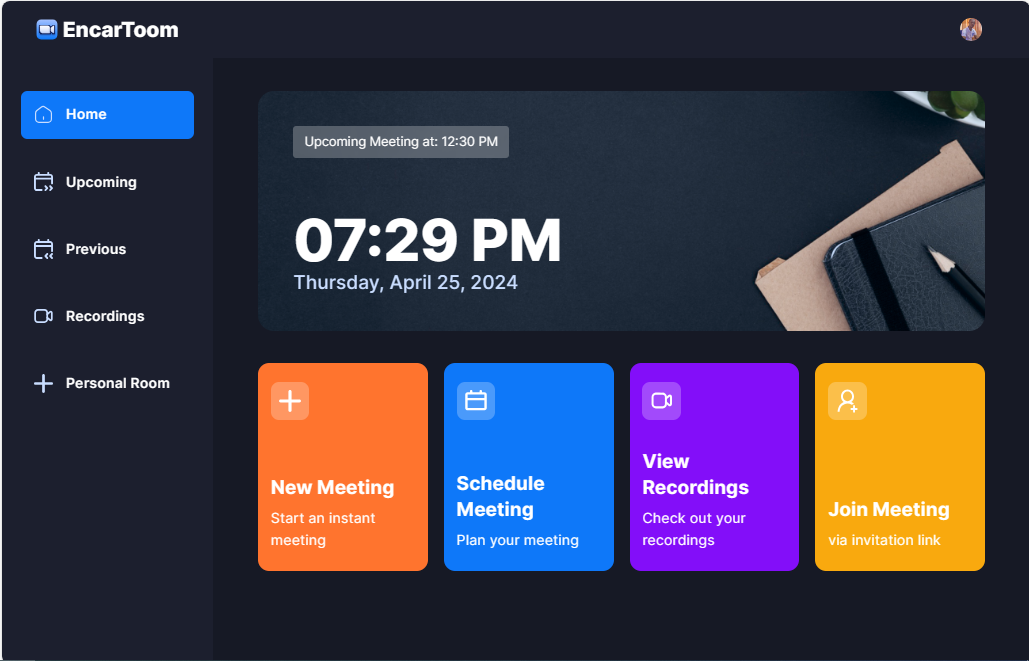 EncarToom
Home
Upcoming
Previous
Recordings
Personal Room
Upcoming Meeting at: 12:30 PM
07:29 PM
Thursday, April 25, 2024
New Meeting
Start an instant
meeting
Schedule
Meeting
Plan your meeting
View
Recordings
Check out your
recordings
Join Meeting
via invitation link